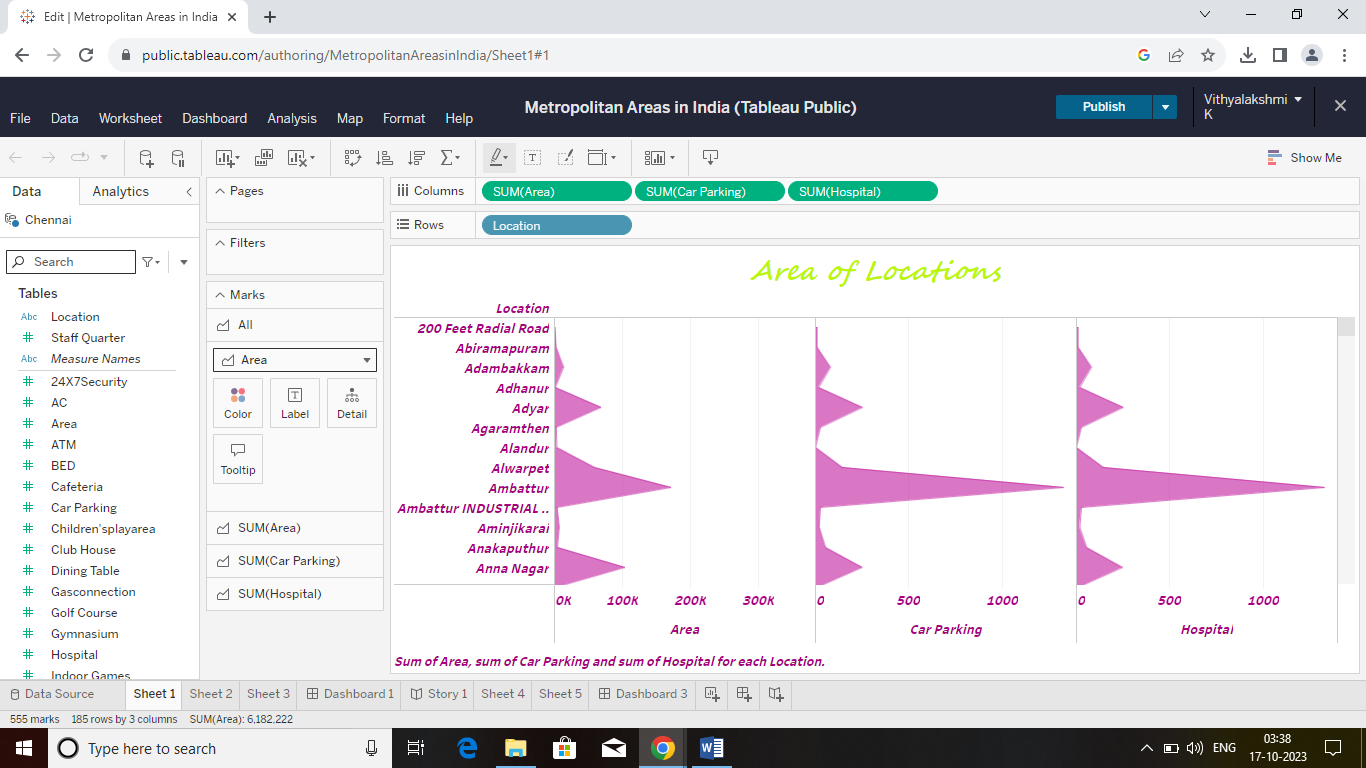 Edit | Metropolitan Areas in India
public.tableau.com/authoring/MetropolitanAreasinIndia/Sheet1#1
Metropolitan Areas in India (Tableau Public)
Publish
Vithyalakshmi K
File Data Worksheet Dashboard Analysis Map Format Help
Show Me
Data Analytics
Chennai
Search
Tables
Abc Location
# Staff Quarter
Abc Measure Names
# 24X7Security
# AC
# Area
# ATM
# BED
# Cafeteria
# Car Parking
# Children'splayarea
# Club House
# Dining Table
# Gasconnection
# Golf Course
# Gymnasium
# Hospital
# Indoor Games
Pages
Filters
Marks
All
Area
Color Label Detail
Tooltip
SUM(Area)
SUM(Car Parking)
SUM(Hospital)
Columns SUM(Area) SUM(Car Parking) SUM(Hospital)
Rows Location
Area of Locations
Location
200 Feet Radial Road
Abiramapuram
Adambakkam
Adhanur
Adyar
Agaramthen
Alandur
Alwarpet
Ambattur
Ambattur INDUSTRIAL ..
Aminjikarai
Anakaputhur
Anna Nagar
0K 100K 200K 300K 0 500 1000 0 500 1000
Area Car Parking Hospital
Sum of Area, sum of Car Parking and sum of Hospital for each Location.
Data Source Sheet 1 Sheet 2 Sheet 3 Dashboard 1 Story 1 Sheet 4 Sheet 5 Dashboard 3
555 marks 185 rows by 3 columns SUM(Area): 6,182,222
Type here to search
ENG
03:38
17-10-2023